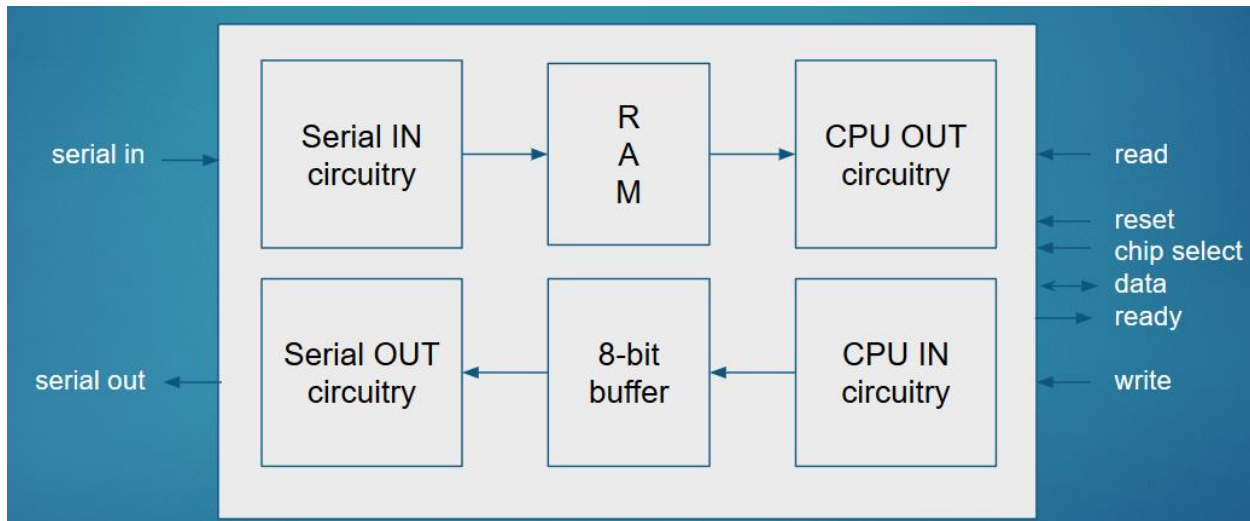 serial in
Serial IN
circuitry
R
A
M
CPU OUT
circuitry
read
reset
chip select
data
ready
serial out
Serial OUT
circuitry
8-bit
buffer
CPU IN
circuitry
write